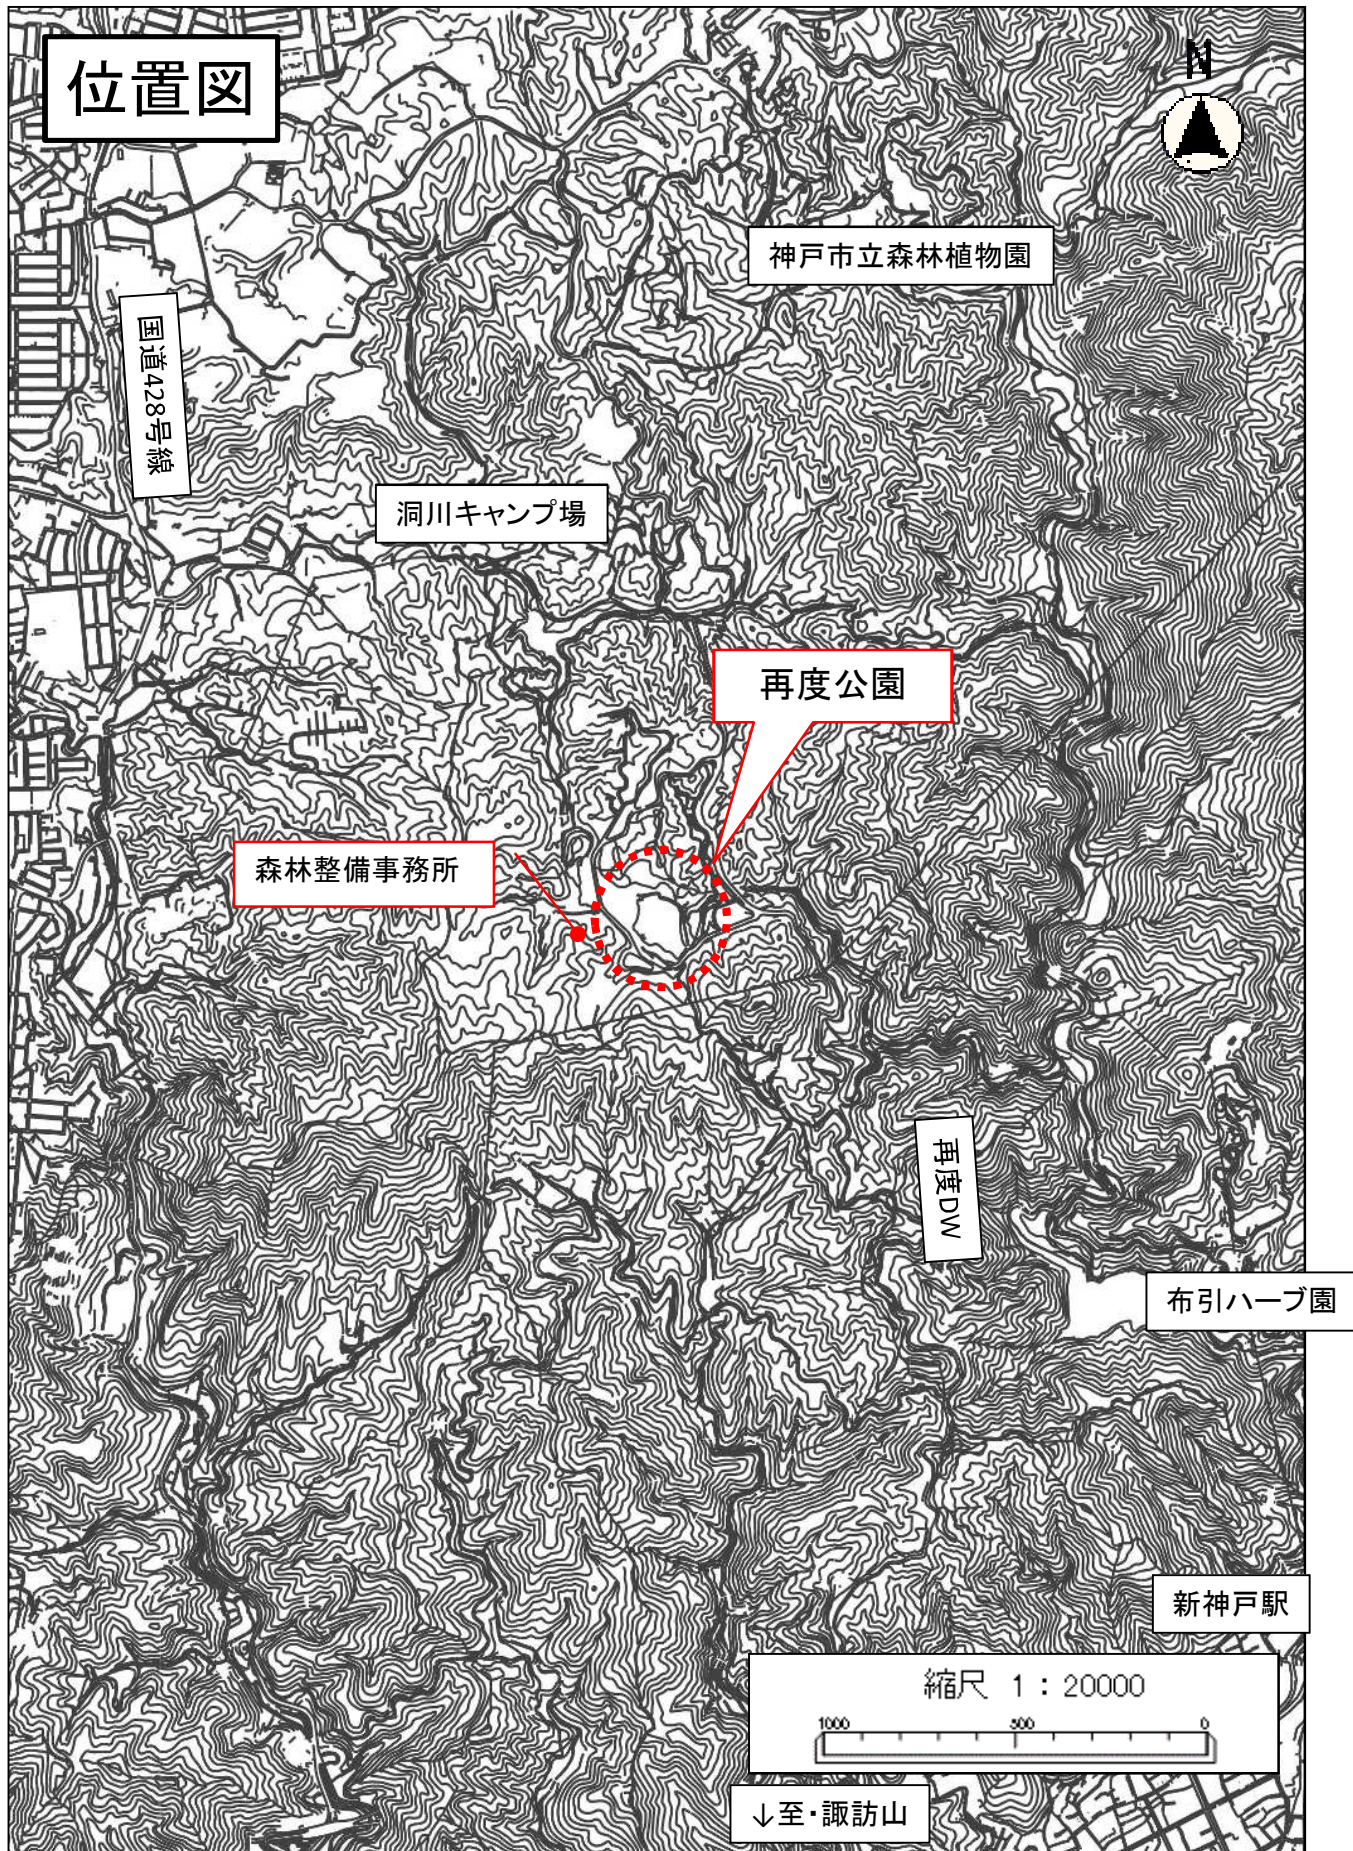 位置図
N
神戸市立森林植物園
国道428号線
洞川キャンプ場
再度公園
森林整備事務所
再度DW
布引ハーブ園
新神戸駅
縮尺 1:20000
1000 500 0
↓至・諏訪山